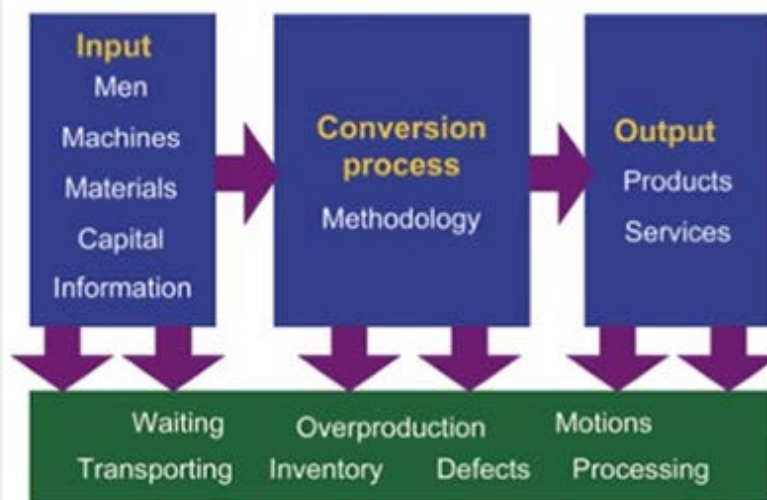 Input
Men
Machines
Materials
Capital
Information
Conversion
process
Methodology
Output
Products
Services
Waiting Overproduction Motions
Transporting Inventory Defects Processing